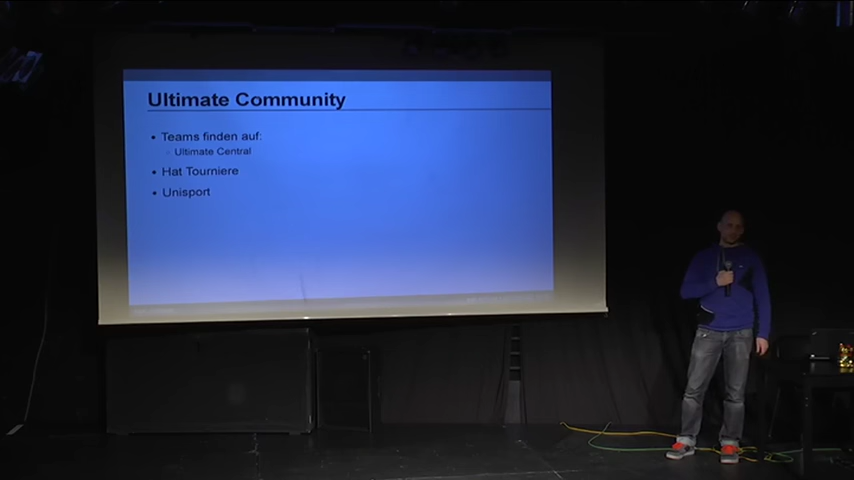 Ultimate Community
• Teams finden auf:
– Ultimate Central
• Hat Tourniere
• Unisport